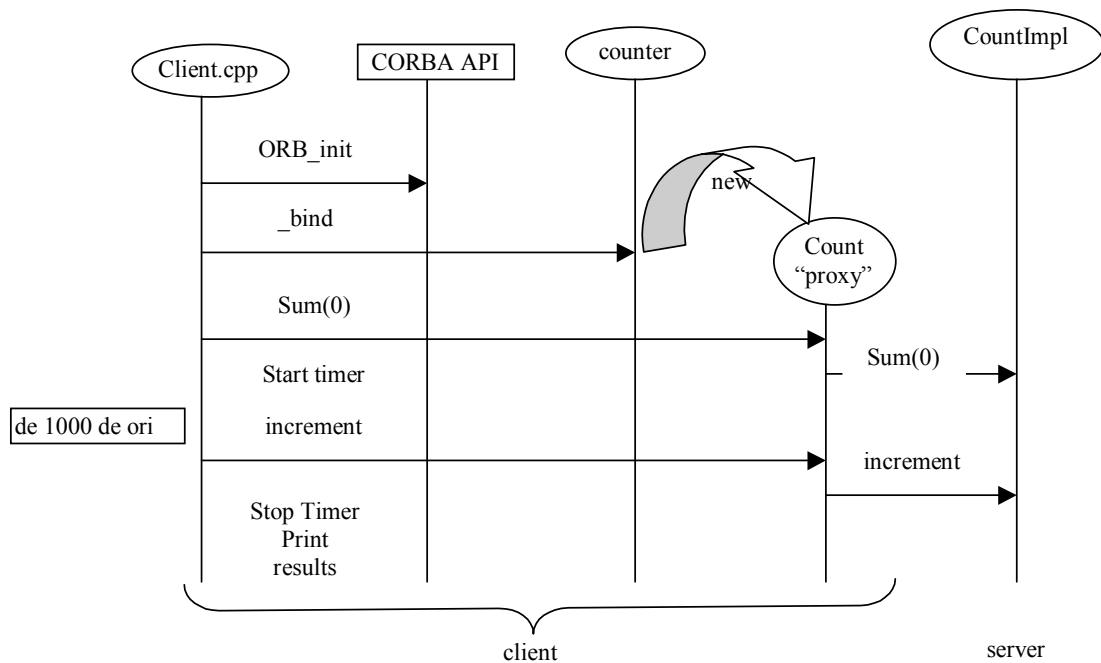 Client.cpp
CORBA API
counter
CountImpl
ORB_init
new
_bind
Count
“proxy”
Sum(0)
Sum(0)
Start timer
de 1000 de ori
increment
increment
Stop Timer
Print
results
client
server